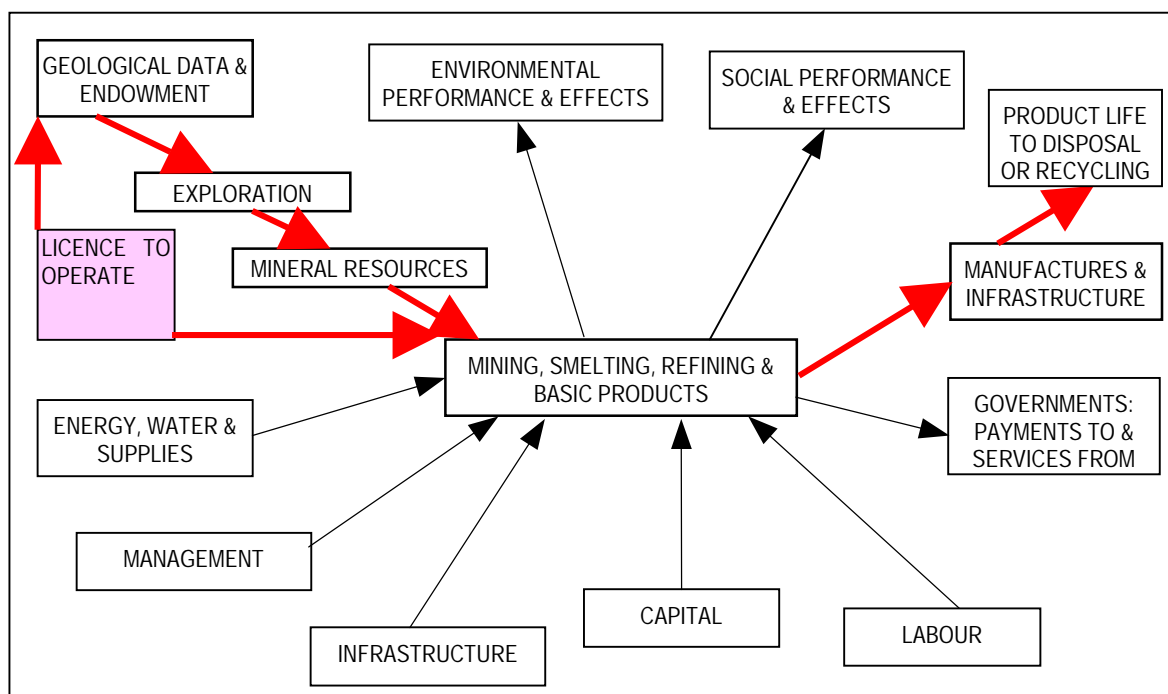 GEOLOGICAL DATA &
ENDOWMENT
ENVIRONMENTAL
PERFORMANCE & EFFECTS
SOCIAL PERFORMANCE
& EFFECTS
PRODUCT LIFE
TO DISPOSAL
OR RECYCLING
EXPLORATION
LICENCE TO
OPERATE
MINERAL RESOURCES
MANUFACTURES &
INFRASTRUCTURE
MINING, SMELTING, REFINING &
BASIC PRODUCTS
ENERGY, WATER &
SUPPLIES
GOVERNMENTS:
PAYMENTS TO &
SERVICES FROM
MANAGEMENT
INFRASTRUCTURE
CAPITAL
LABOUR